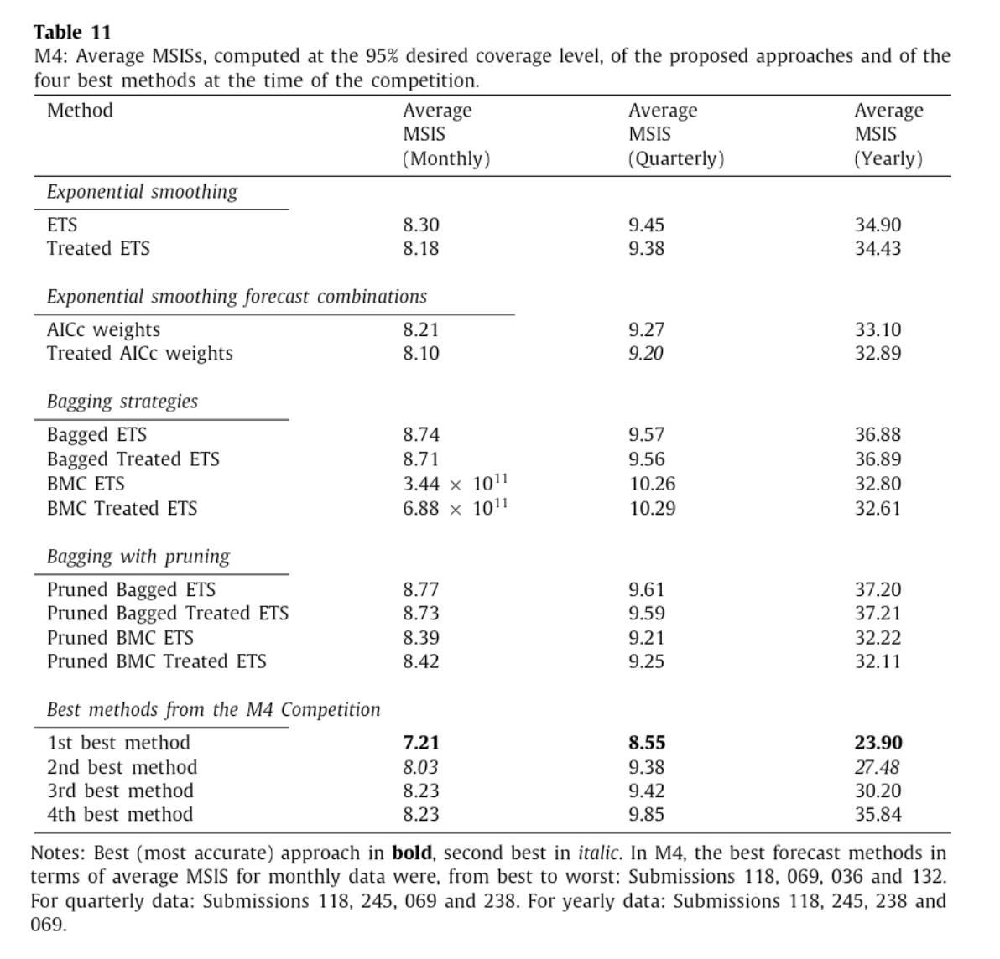 Table 11
M4: Average MSISs, computed at the 95% desired coverage level, of the proposed approaches and of the
four best methods at the time of the competition.
Method Average Average Average
MSIS MSIS MSIS
(Monthly) (Quarterly) (Yearly)
Exponential smoothing
ETS 8.30 9.45 34.90
Treated ETS 8.18 9.38 34.43
Exponential smoothing forecast combinations
AICc weights 8.21 9.27 33.10
Treated AICc weights 8.10 9.20 32.89
Bagging strategies
Bagged ETS 8.74 9.57 36.88
Bagged Treated ETS 8.71 9.56 36.89
BMC ETS 3.44 × 10¹¹ 10.26 32.80
BMC Treated ETS 6.88 × 10¹¹ 10.29 32.61
Bagging with pruning
Pruned Bagged ETS 8.77 9.61 37.20
Pruned Bagged Treated ETS 8.73 9.59 37.21
Pruned BMC ETS 8.39 9.21 32.22
Pruned BMC Treated ETS 8.42 9.25 32.11
Best methods from the M4 Competition
1st best method 7.21 8.55 23.90
2nd best method 8.03 9.38 27.48
3rd best method 8.23 9.42 30.20
4th best method 8.23 9.85 35.84
Notes: Best (most accurate) approach in bold, second best in italic. In M4, the best forecast methods in
terms of average MSIS for monthly data were, from best to worst: Submissions 118, 069, 036 and 132.
For quarterly data: Submissions 118, 245, 069 and 238. For yearly data: Submissions 118, 245, 238 and
069.